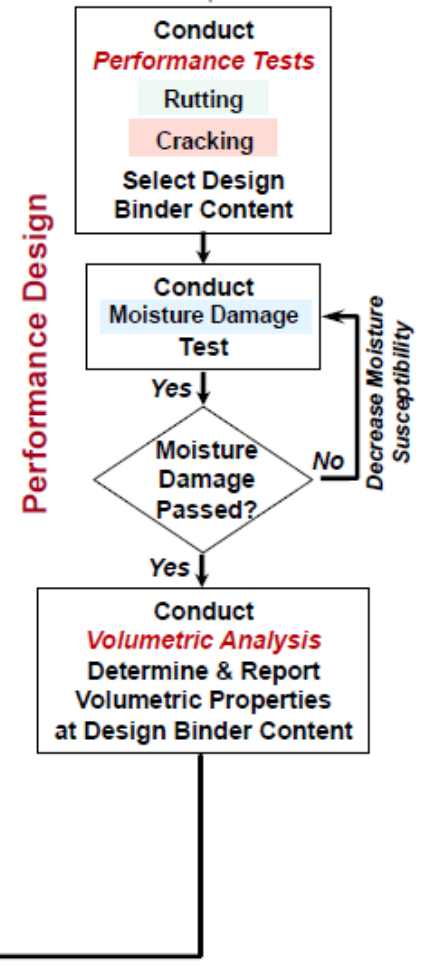 Conduct
Performance Tests
Rutting
Cracking
Select Design
Binder Content
Performance Design
Conduct
Moisture Damage
Test
Decrease Moisture
Susceptibility
Yes
Moisture
Damage
Passed?
No
Yes
Conduct
Volumetric Analysis
Determine & Report
Volumetric Properties
at Design Binder Content